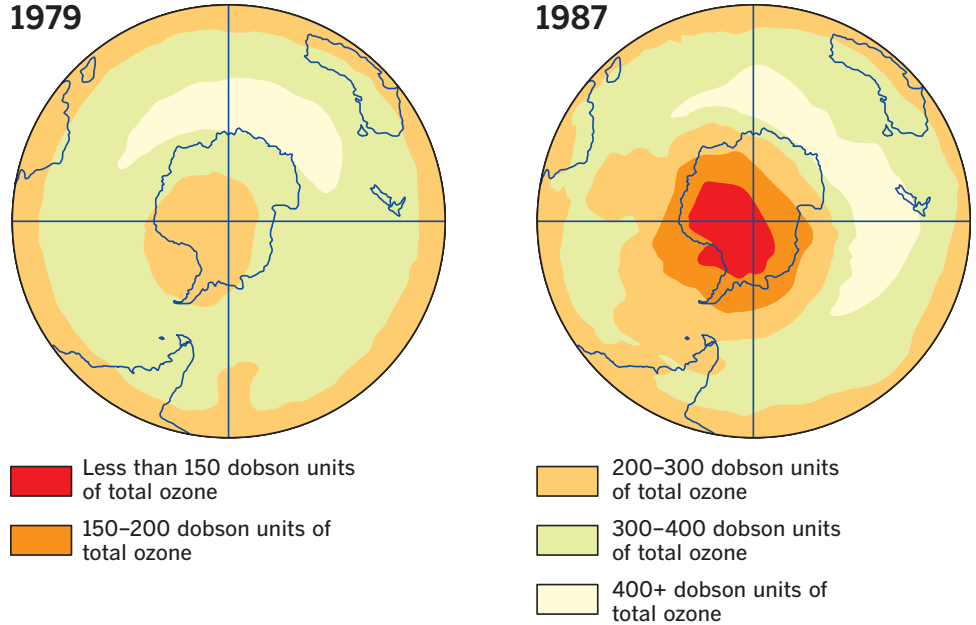 1979
1987
Less than 150 dobson units
of total ozone
150–200 dobson units of
total ozone
200–300 dobson units
of total ozone
300–400 dobson units
of total ozone
400+ dobson units of
total ozone